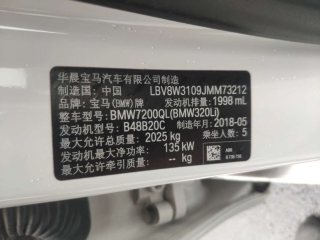 华晨宝马汽车有限公司制造
制造国：中国 LBV8W3109JMM73212
品牌：宝马(BMW)牌 发动机排量：1998 mL
整车型号：BMW7200QL(BMW320Li)
发动机型号：B48B20C 制造年月：2018-05
最大允许总质量： 2025 kg 乘坐人数：5
发动机最大净功率： 135 kW
最大允许牵引质量： -- kg